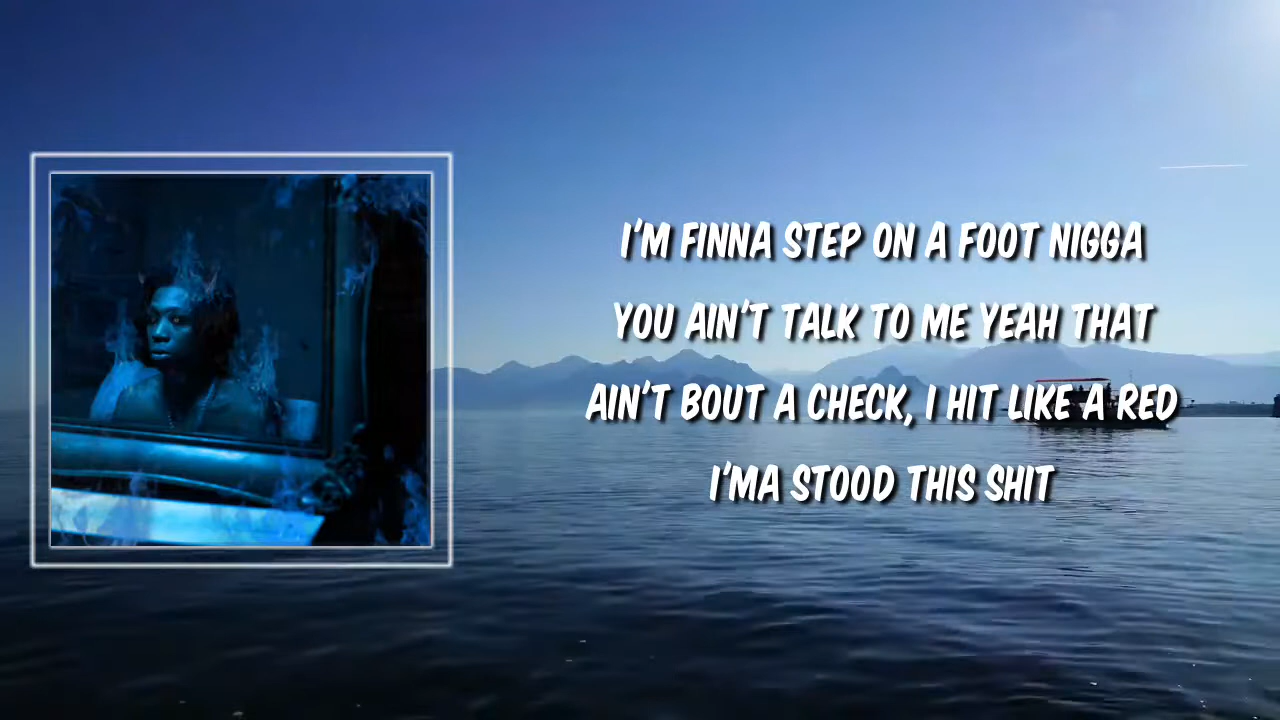 I'M FINNA STEP ON A FOOT NIGGA
YOU AIN'T TALK TO ME YEAH THAT
AIN'T BOUT A CHECK, I HIT LIKE A RED
I'MA STOOD THIS SHIT